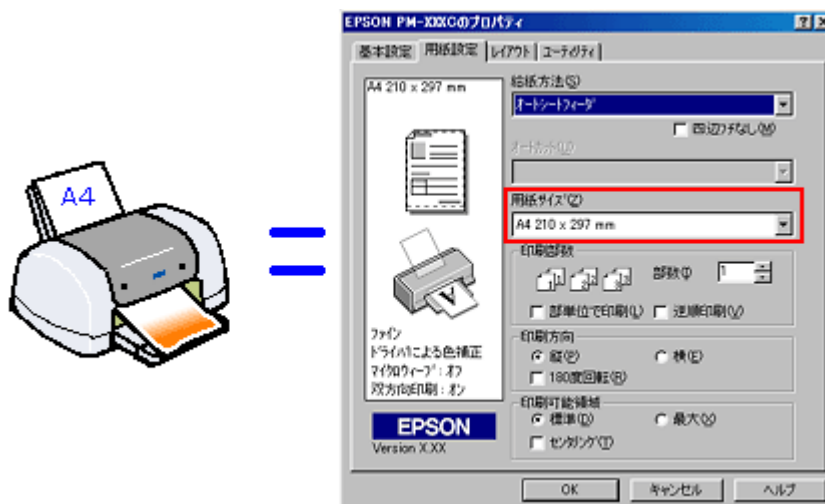 A4
EPSON PM-XXXCのプロパティ
基本設定 用紙設定 レイアウト ユーティリティ
A4 210 x 297 mm
給紙方法(S)
オートシートフィーダ
四辺フチなし(M)
オートカット(L)
用紙サイズ(Z)
A4 210 x 297 mm
印刷部数
部数(I)
1
部単位で印刷(L) 逆順印刷(V)
印刷方向
縦(P) 横(E)
180度回転(R)
印刷可能領域
標準(D) 最大(X)
センタリング(T)
ファイン
ドライバによる色補正
マイクロウィーブ：オフ
双方向印刷：オン
EPSON
Version X.XX
OK キャンセル ヘルプ